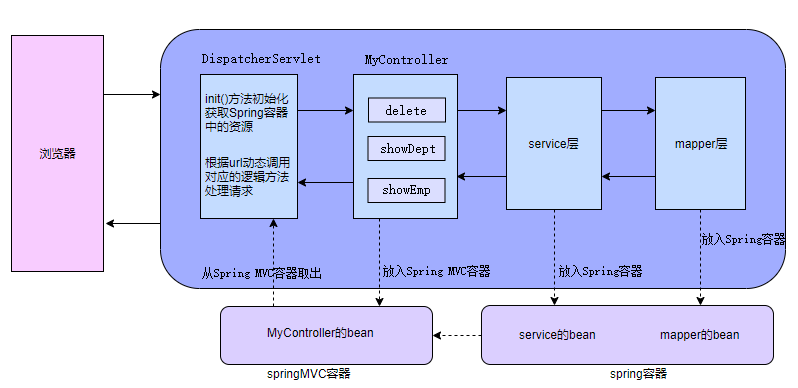 DispatcherServlet
MyController
浏览器
init()方法初始化
获取Spring容器
中的资源
根据url动态调用
对应的逻辑方法
处理请求
delete
showDept
showEmp
service层
mapper层
从Spring MVC容器取出
放入Spring MVC容器
放入Spring容器
放入Spring容器
MyController的bean
service的bean
mapper的bean
springMVC容器
spring容器